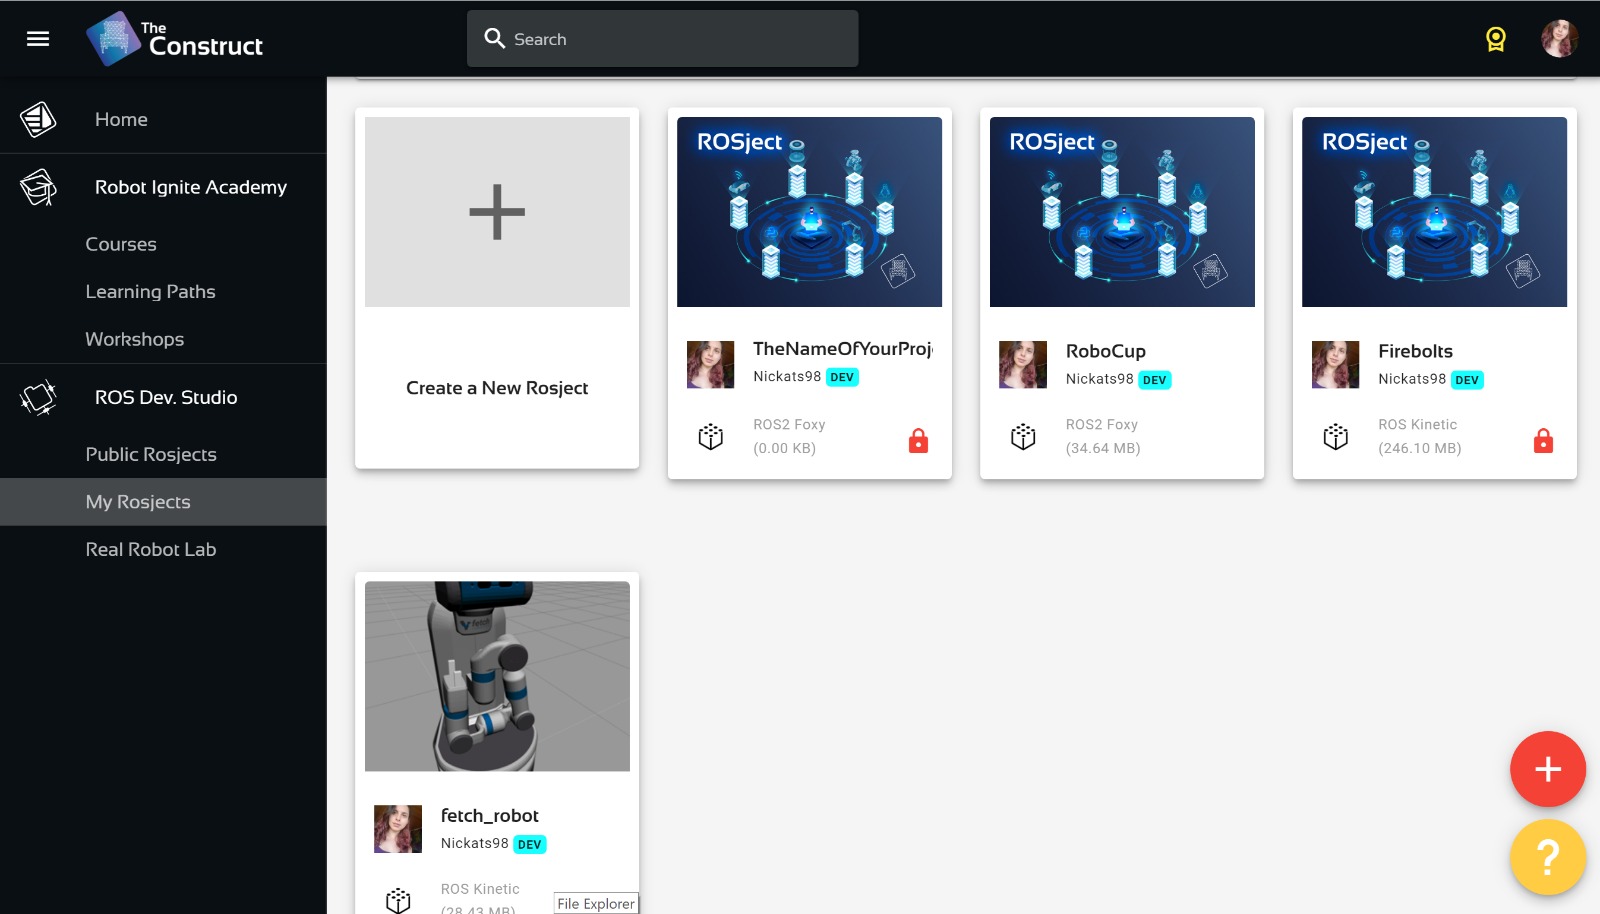 The
Construct
Search
Home
Robot Ignite Academy
Courses
Learning Paths
Workshops
ROS Dev. Studio
Public Rosjects
My Rosjects
Real Robot Lab
Create a New Rosject
ROSject
TheNameOfYourProj
Nickats98 DEV
ROS2 Foxy
(0.00 KB)
ROSject
RoboCup
Nickats98 DEV
ROS2 Foxy
(34.64 MB)
ROSject
Firebolts
Nickats98 DEV
ROS Kinetic
(246.10 MB)
fetch
fetch_robot
Nickats98 DEV
ROS Kinetic
(28.43 MB)
File Explorer